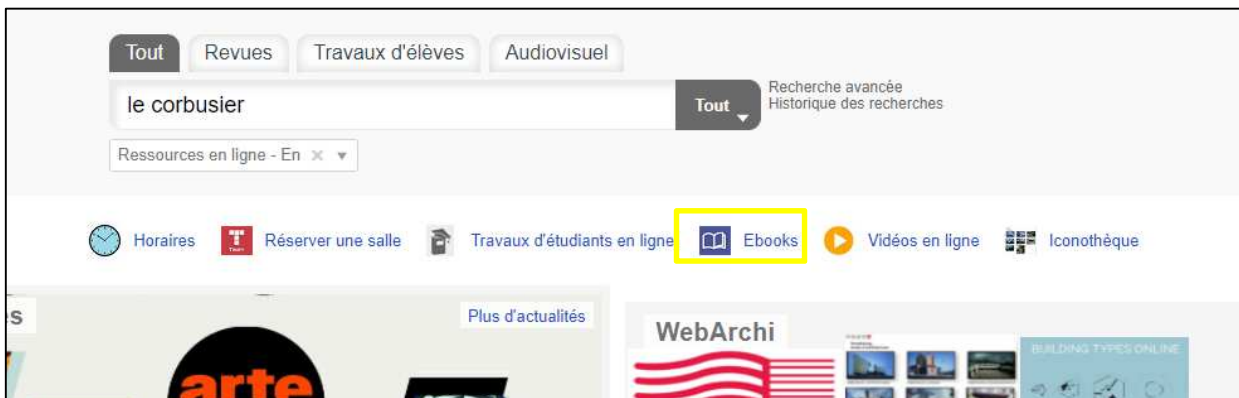 Tout Revues Travaux d'élèves Audiovisuel
le corbusier Tout
Recherche avancée
Historique des recherches
Ressources en ligne - En
Horaires Réserver une salle Travaux d'étudiants en ligne Ebooks Vidéos en ligne Iconothèque
s Plus d'actualités
WebArchi
BUILDING TYPES ONLINE
arte